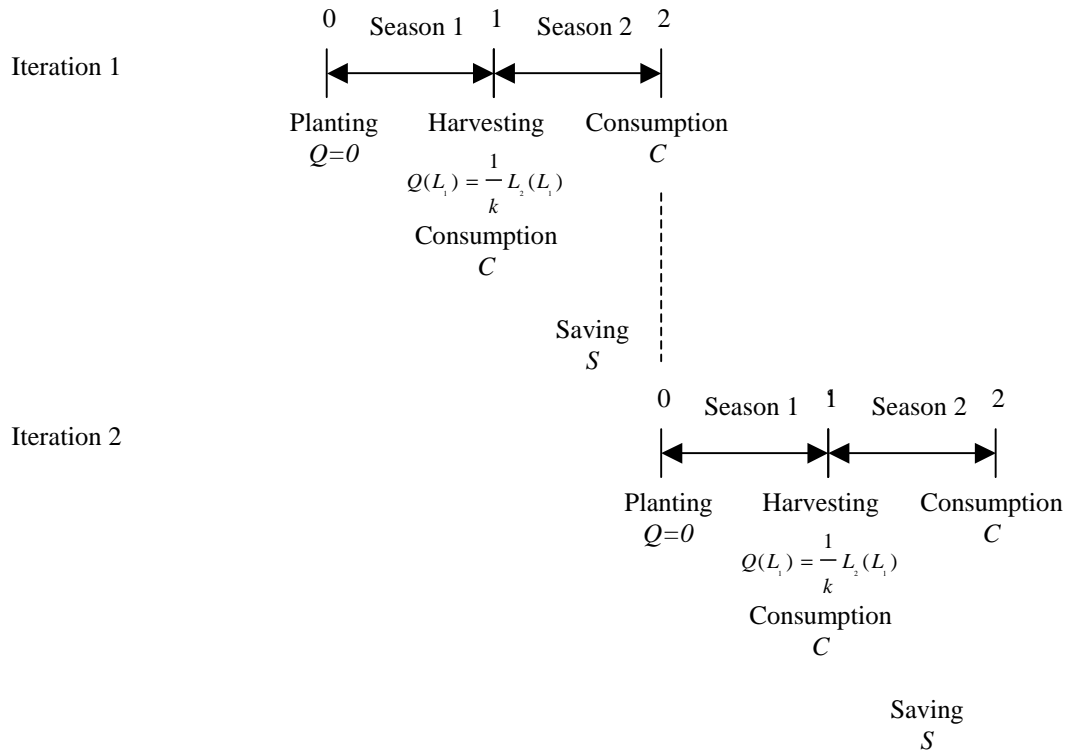 0 Season 1 1 Season 2 2
Iteration 1
Planting Harvesting Consumption
Q=0 C
Q(L₁) = 1/k L₂(L₁)
Consumption
C
Saving
S
0 Season 1 1 Season 2 2
Iteration 2
Planting Harvesting Consumption
Q=0 C
Q(L₁) = 1/k L₂(L₁)
Consumption
C
Saving
S